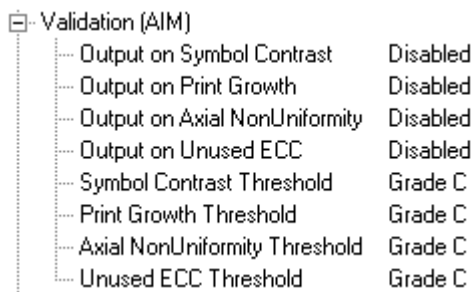 Validation (AIM)
Output on Symbol Contrast Disabled
Output on Print Growth Disabled
Output on Axial NonUniformity Disabled
Output on Unused ECC Disabled
Symbol Contrast Threshold Grade C
Print Growth Threshold Grade C
Axial NonUniformity Threshold Grade C
Unused ECC Threshold Grade C